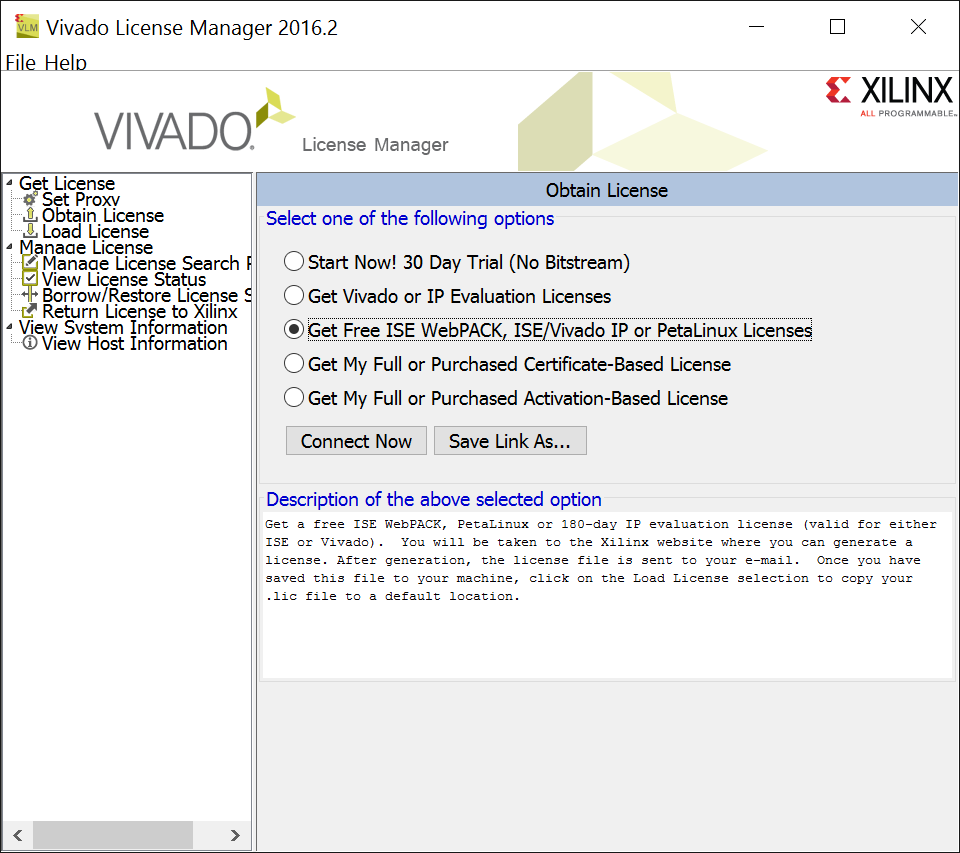 VLM
Vivado License Manager 2016.2
File Help
VIVADO.
License Manager
XILINX
ALL PROGRAMMABLE™
Get License
Set Proxy
Obtain License
Load License
Manage License
Manage License Search
View License Status
Borrow/Restore License S
Return License to Xilinx
View System Information
View Host Information
Obtain License
Select one of the following options
Start Now! 30 Day Trial (No Bitstream)
Get Vivado or IP Evaluation Licenses
Get Free ISE WebPACK, ISE/Vivado IP or PetaLinux Licenses
Get My Full or Purchased Certificate-Based License
Get My Full or Purchased Activation-Based License
Connect Now Save Link As...
Description of the above selected option
Get a free ISE WebPACK, PetaLinux or 180-day IP evaluation license (valid for either
ISE or Vivado).  You will be taken to the Xilinx website where you can generate a
license. After generation, the license file is sent to your e-mail.  Once you have
saved this file to your machine, click on the Load License selection to copy your
.lic file to a default location.